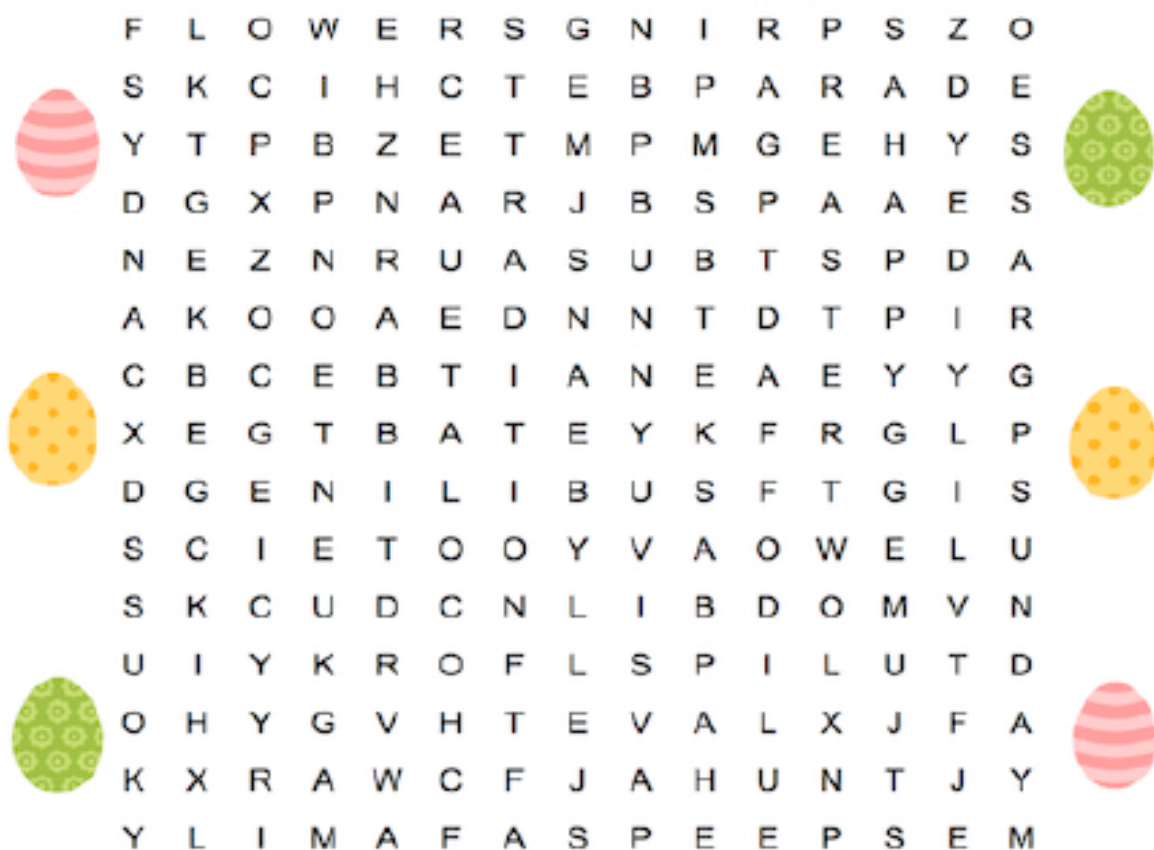 F L O W E R S G N I R P S Z O
S K C I H C T E B P A R A D E
Y T P B Z E T M P M G E H Y S
D G X P N A R J B S P A A E S
N E Z N R U A S U B T S P D A
A K O O A E D N N T D T P I R
C B C E B T I A N E A E Y Y G
X E G T B A T E Y K F R G L P
D G E N I L I B U S F T G I S
S C I E T O O Y V A O W E L U
S K C U D C N L I B D O M V N
U I Y K R O F L S P I L U T D
O H Y G V H T E V A L X J F A
K X R A W C F J A H U N T J Y
Y L I M A F A S P E E P S E M